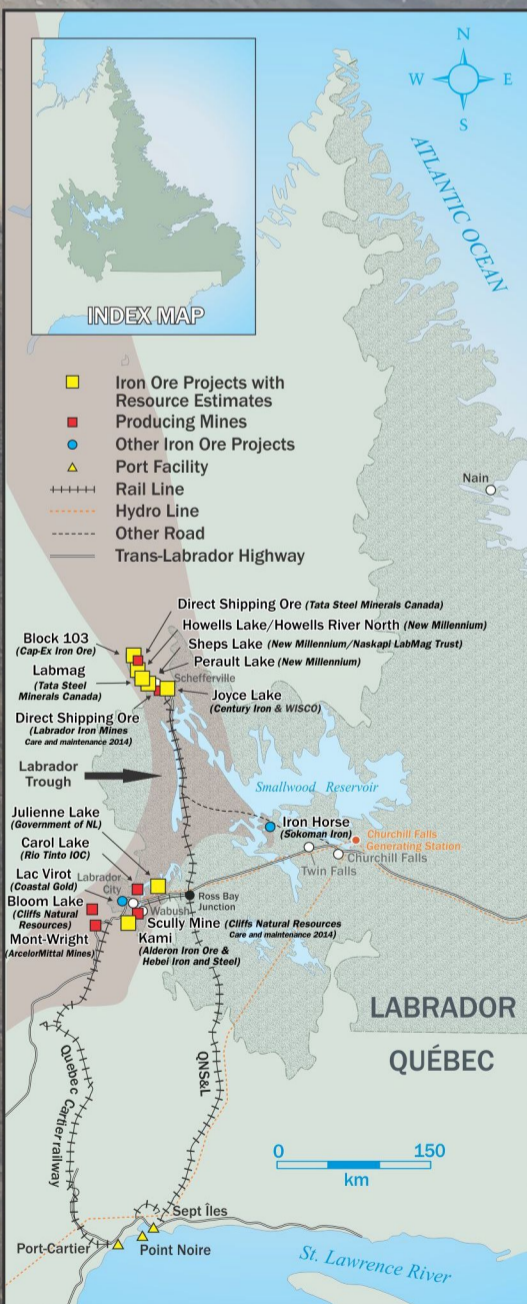 N
W E
S
ATLANTIC OCEAN
INDEX MAP
Iron Ore Projects with
Resource Estimates
Producing Mines
Other Iron Ore Projects
Port Facility
Rail Line
Hydro Line
Other Road
Trans-Labrador Highway
Nain
Direct Shipping Ore (Tata Steel Minerals Canada)
Howells Lake/Howells River North (New Millennium)
Sheps Lake (New Millennium/Naskapi LabMag Trust)
Perault Lake (New Millennium)
Block 103
(Cap-Ex Iron Ore)
Labmag
(Tata Steel
Minerals Canada)
Schefferville
Joyce Lake
(Century Iron & WISCO)
Direct Shipping Ore
(Labrador Iron Mines
Care and maintenance 2014)
Labrador
Trough
Smallwood Reservoir
Julienne Lake
(Government of NL)
Iron Horse
(Sokoman Iron)
Churchill Falls
Generating Station
Churchill Falls
Twin Falls
Carol Lake
(Rio Tinto IOC)
Lac Virot
(Coastal Gold)
Labrador
City
Bloom Lake
(Cliffs Natural
Resources)
Wabush
Ross Bay
Junction
Mont-Wright
(ArcelorMittal Mines)
Scully Mine (Cliffs Natural Resources
Care and maintenance 2014)
Kami
(Alderon Iron Ore &
Hebei Iron and Steel)
LABRADOR
QUÉBEC
Quebec Cartier railway
QNS&L
0 150
km
Sept Îles
Port-Cartier
Point Noire
St. Lawrence River